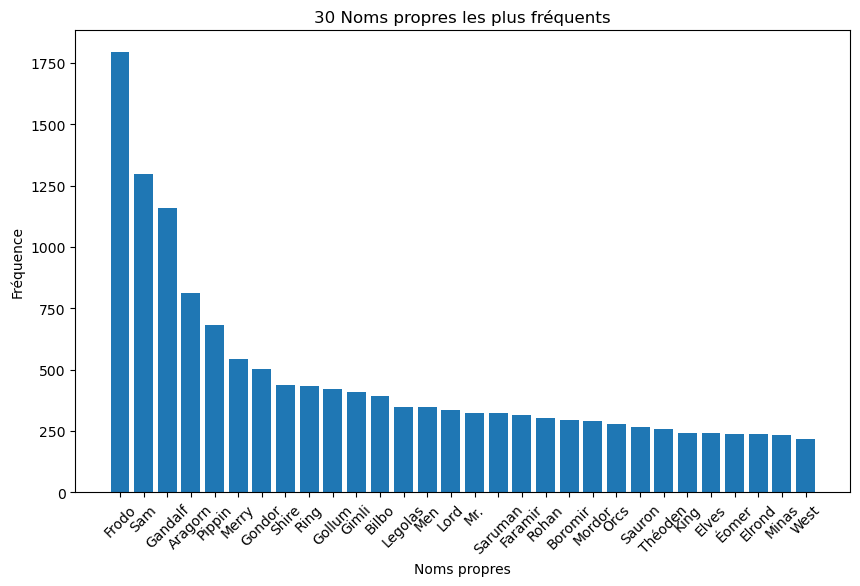 30 Noms propres les plus fréquents
Fréquence
1750
1500
1250
1000
750
500
250
0
Frodo
Sam
Gandalf
Aragorn
Pippin
Merry
Gondor
Shire
Ring
Gollum
Gimli
Bilbo
Legolas
Men
Lord
Mr.
Saruman
Faramir
Rohan
Boromir
Mordor
Orcs
Sauron
Théoden
King
Elves
Éomer
Elrond
Minas
West
Noms propres